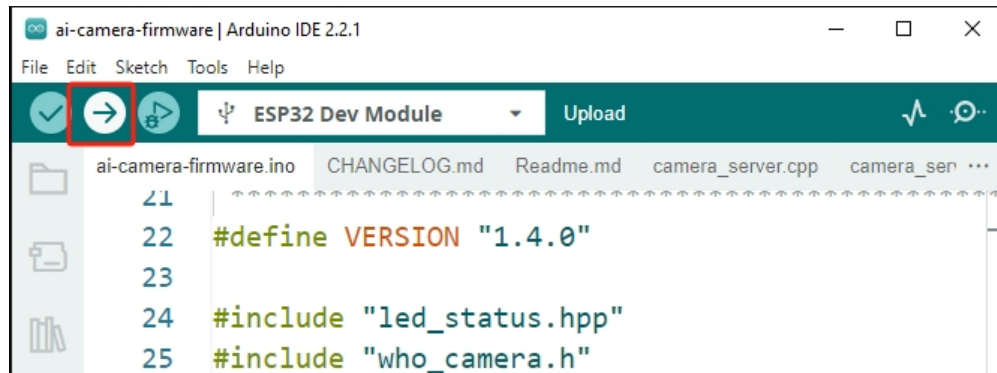 ai-camera-firmware | Arduino IDE 2.2.1
File Edit Sketch Tools Help
ESP32 Dev Module Upload
ai-camera-firmware.ino CHANGELOG.md Readme.md camera_server.cpp camera_ser ...
21
22 #define VERSION "1.4.0"
23
24 #include "led_status.hpp"
25 #include "who_camera.h"